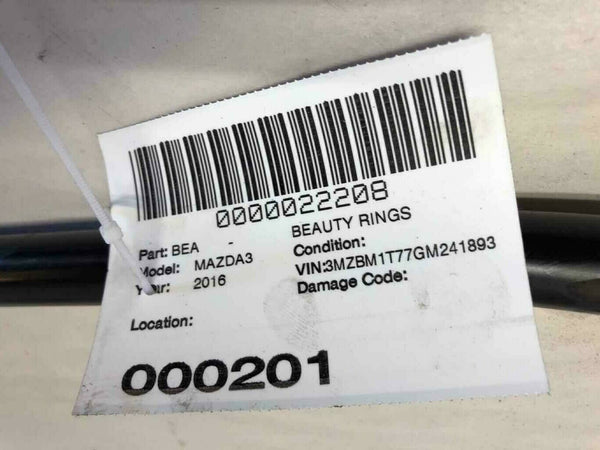 0000022208
BEAUTY RINGS
Part: BEA -
Condition:
Model: MAZDA3
VIN:3MZBM1T77GM241893
Year: 2016
Damage Code:
Location:
000201